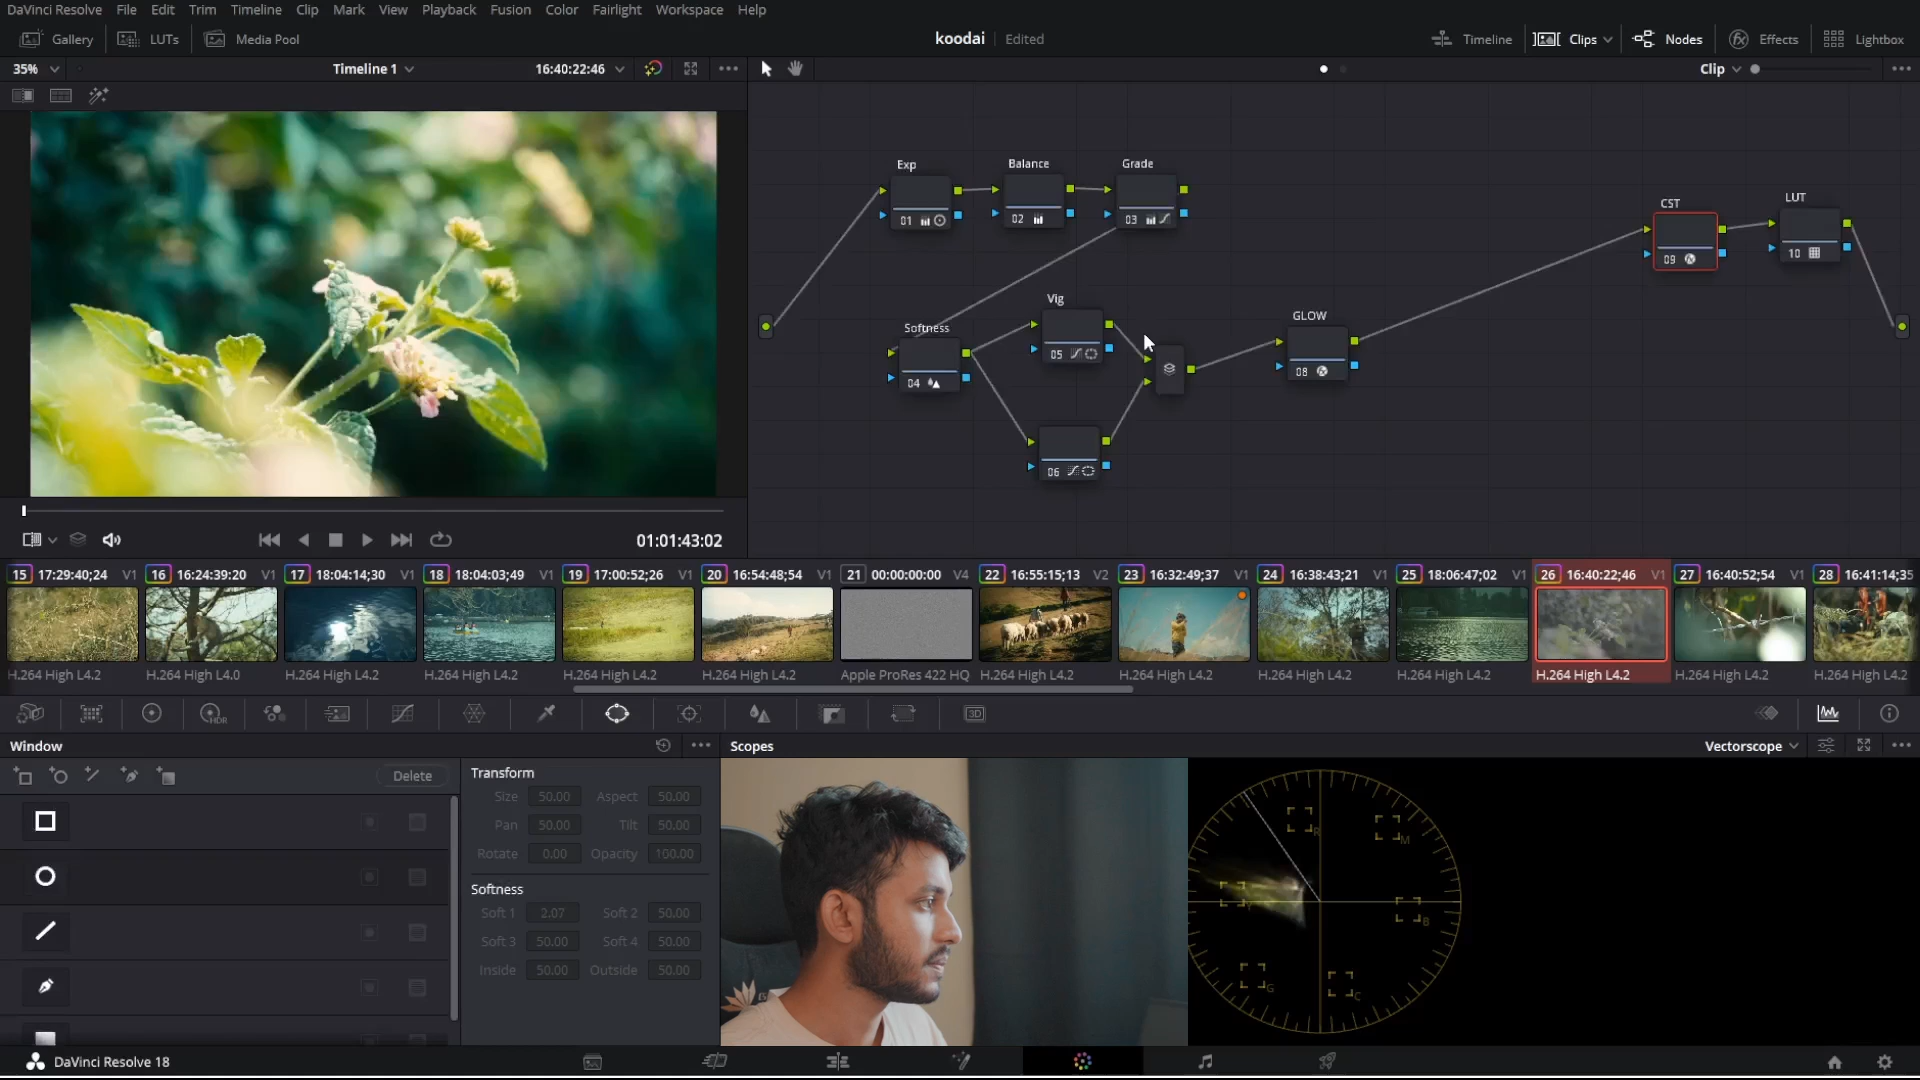 DaVinci Resolve File Edit Trim Timeline Clip Mark View Playback Fusion Color Fairlight Workspace Help
Gallery LUTs Media Pool koodai Edited Timeline Clips Nodes Effects Lightbox
35% Timeline 1 16:40:22:46 Clip
Exp Balance Grade
01 02 03
CST LUT
09 10
Softness Vig GLOW
04 05 08
06
01:01:43:02
15 17:29:40;24 V1 16 16:24:39:20 V1 17 18:04:14;30 V1 18 18:04:03;49 V1 19 17:00:52;26 V1 20 16:54:48;54 V1 21 00:00:00:00 V4 22 16:55:15;13 V2 23 16:32:49;37 V1 24 16:38:43;21 V1 25 18:06:47;02 V1 26 16:40:22;46 V1 27 16:40:52;54 V1 28 16:41:14;35
H.264 High L4.2 H.264 High L4.0 H.264 High L4.2 H.264 High L4.2 H.264 High L4.2 H.264 High L4.2 Apple ProRes 422 HQ H.264 High L4.2 H.264 High L4.2 H.264 High L4.2 H.264 High L4.2 H.264 High L4.2 H.264 High L4.2 H.264 High L4.2
HDR 3D
Window Scopes Vectorscope
Delete
Transform
Size 50.00 Aspect 50.00
Pan 50.00 Tilt 50.00
Rotate 0.00 Opacity 100.00
Softness
Soft 1 2.07 Soft 2 50.00
Soft 3 50.00 Soft 4 50.00
Inside 50.00 Outside 50.00
R M
Y B
G C
DaVinci Resolve 18